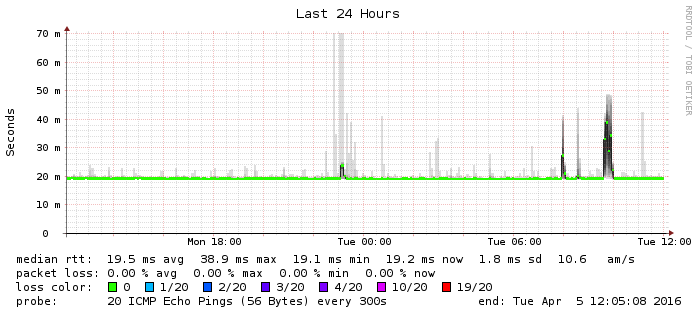 Last 24 Hours
RRDTOOL / TOBI OETIKER
Seconds
70 m
60 m
50 m
40 m
30 m
20 m
10 m
0
Mon 18:00 Tue 00:00 Tue 06:00 Tue 12:00
median rtt: 19.5 ms avg 38.9 ms max 19.1 ms min 19.2 ms now 1.8 ms sd 10.6 am/s
packet loss: 0.00 % avg 0.00 % max 0.00 % min 0.00 % now
loss color: 0 1/20 2/20 3/20 4/20 10/20 19/20
probe: 20 ICMP Echo Pings (56 Bytes) every 300s end: Tue Apr 5 12:05:08 2016